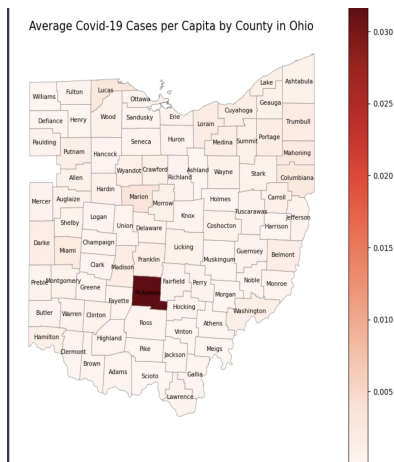 Average Covid-19 Cases per Capita by County in Ohio
0.030
Ashtabula
Lake
Lucas
Fulton
Williams
Geauga
Ottawa
Cuyahoga
Wood
Sandusky
Erie
Trumbull
Defiance
Henry
Lorain
Portage
0.025
Seneca
Huron
Medina
Summit
Paulding
Mahoning
Putnam
Hancock
Ashland
Wyandot
Crawford
Wayne
Stark
Richland
Columbiana
Allen
0.020
Hardin
Marion
Carroll
Mercer
Auglaize
Holmes
Morrow
Tuscarawas
Jefferson
Knox
Logan
Shelby
Union
Delaware
Coshocton
Harrison
Darke
Champaign
Licking
Guernsey
Belmont
Miami
Franklin
Muskingum
0.015
Clark
Madison
Noble
Monroe
Preble
Montgomery
Fairfield
Perry
Greene
Morgan
Fayette
Washington
Butler
Warren
Clinton
Hocking
Ross
Athens
0.010
Hamilton
Highland
Vinton
Clermont
Pike
Meigs
Jackson
Brown
Adams
Scioto
Gallia
0.005
Lawrence